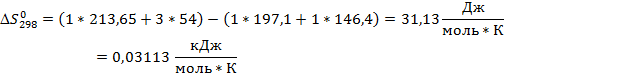 ΔS⁰₂₉₈ = (1 * 213,65 + 3 * 54) − (1 * 197,1 + 1 * 146,4) = 31,13 Дж/моль * К
= 0,03113 кДж/моль * К